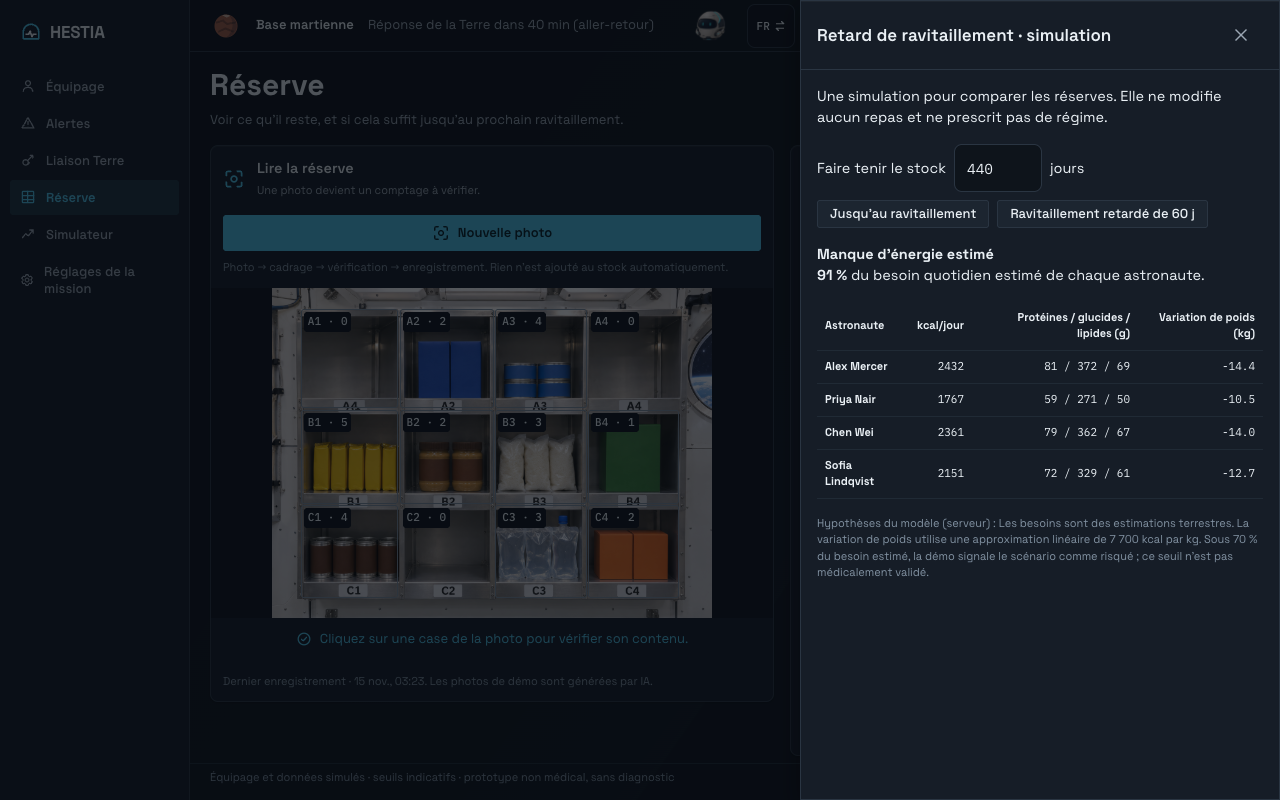 HESTIA
Équipage
Alertes
Liaison Terre
Réserve
Simulateur
Réglages de la
mission
Base martienne Réponse de la Terre dans 40 min (aller-retour)
FR
Réserve
Voir ce qu'il reste, et si cela suffit jusqu'au prochain ravitaillement.
Lire la réserve
Une photo devient un comptage à vérifier.
Nouvelle photo
Photo → cadrage → vérification → enregistrement. Rien n'est ajouté au stock automatiquement.
A1 · 0 A2 · 2 A3 · 4 A4 · 0
A4 A2 A3 A4
B1 · 5 B2 · 2 B3 · 3 B4 · 1
B1 B2 B3 B4
C1 · 4 C2 · 0 C3 · 3 C4 · 2
C1 C2 C3 C4
Cliquez sur une case de la photo pour vérifier son contenu.
Dernier enregistrement · 15 nov., 03:23. Les photos de démo sont générées par IA.
Équipage et données simulés · seuils indicatifs · prototype non médical, sans diagnostic
Retard de ravitaillement · simulation
Une simulation pour comparer les réserves. Elle ne modifie
aucun repas et ne prescrit pas de régime.
Faire tenir le stock 440 jours
Jusqu'au ravitaillement Ravitaillement retardé de 60 j
Manque d'énergie estimé
91 % du besoin quotidien estimé de chaque astronaute.
Astronaute kcal/jour Protéines / glucides / lipides (g) Variation de poids (kg)
Alex Mercer 2432 81 / 372 / 69 -14.4
Priya Nair 1767 59 / 271 / 50 -10.5
Chen Wei 2361 79 / 362 / 67 -14.0
Sofia Lindqvist 2151 72 / 329 / 61 -12.7
Hypothèses du modèle (serveur) : Les besoins sont des estimations terrestres. La
variation de poids utilise une approximation linéaire de 7 700 kcal par kg. Sous 70 %
du besoin estimé, la démo signale le scénario comme risqué ; ce seuil n'est pas
médicalement validé.